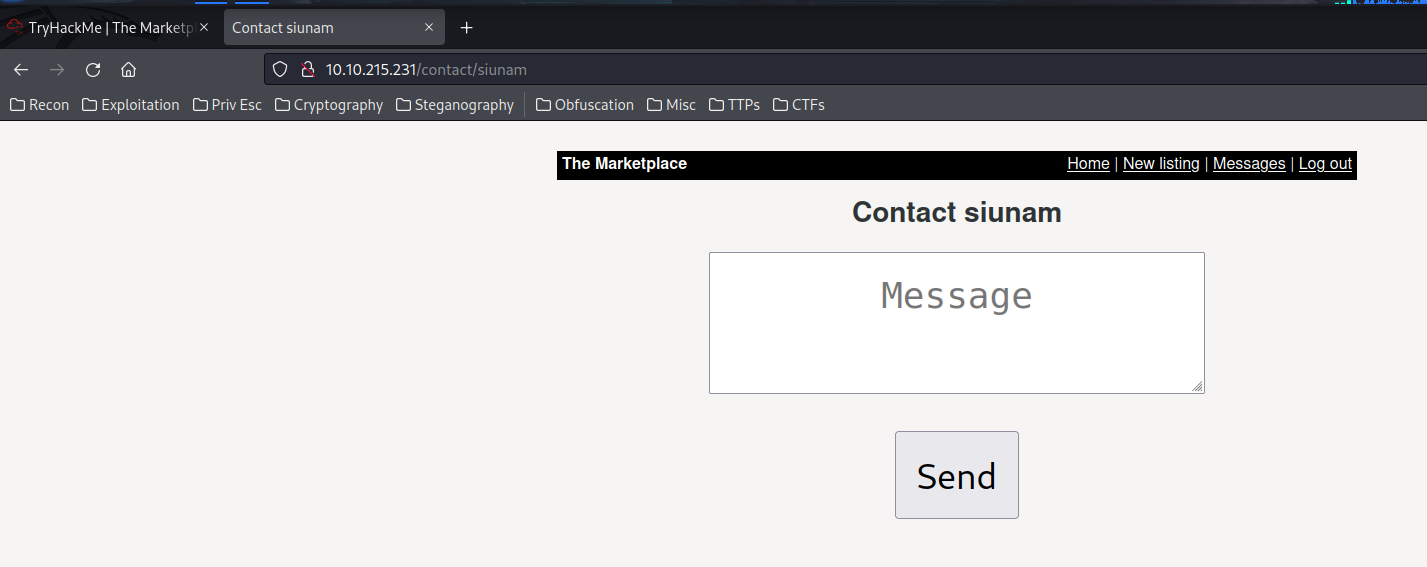 TryHackMe | The Marketp
Contact siunam
10.10.215.231/contact/siunam
Recon Exploitation Priv Esc Cryptography Steganography Obfuscation Misc TTPs CTFs
The Marketplace Home | New listing | Messages | Log out
Contact siunam
Message
Send